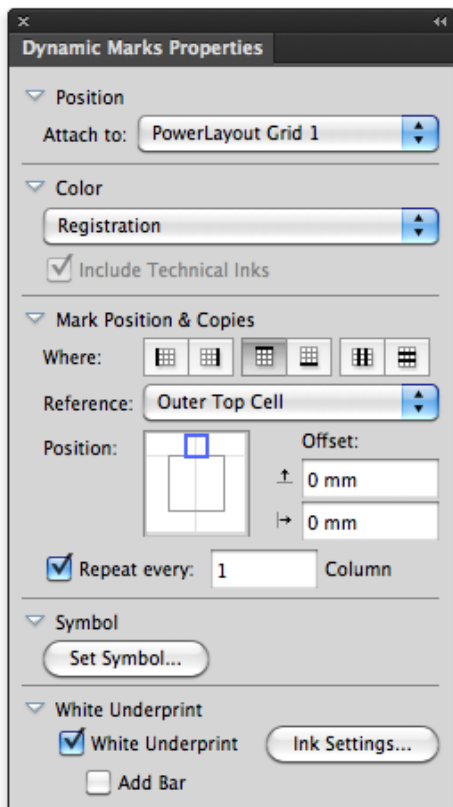 Dynamic Marks Properties
Position
Attach to: PowerLayout Grid 1
Color
Registration
Include Technical Inks
Mark Position & Copies
Where:
Reference: Outer Top Cell
Position: Offset:
0 mm
0 mm
Repeat every: 1 Column
Symbol
Set Symbol...
White Underprint
White Underprint Ink Settings...
Add Bar